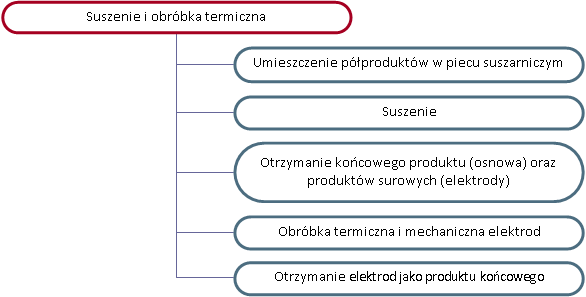 Suszenie i obróbka termiczna
Umieszczenie półproduktów w piecu suszarniczym
Suszenie
Otrzymanie końcowego produktu (osnowa) oraz
produktów surowych (elektrody)
Obróbka termiczna i mechaniczna elektrod
Otrzymanie elektrod jako produktu końcowego